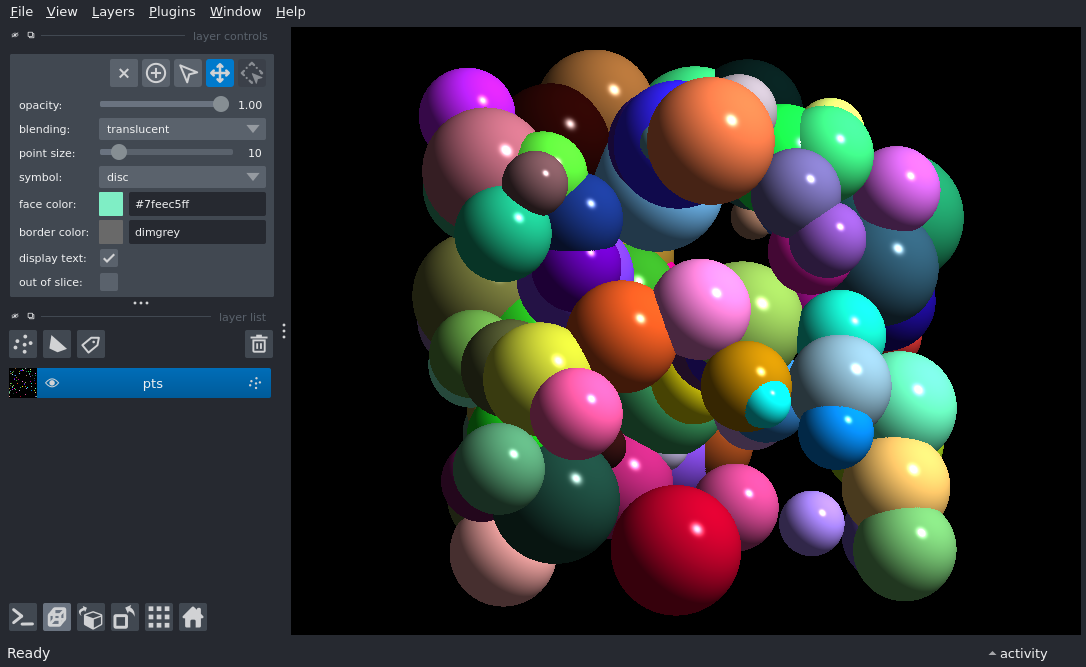 File View Layers Plugins Window Help
layer controls
opacity: 1.00
blending: translucent
point size: 10
symbol: disc
face color: #7feec5ff
border color: dimgrey
display text:
out of slice:
layer list
pts
Ready
activity